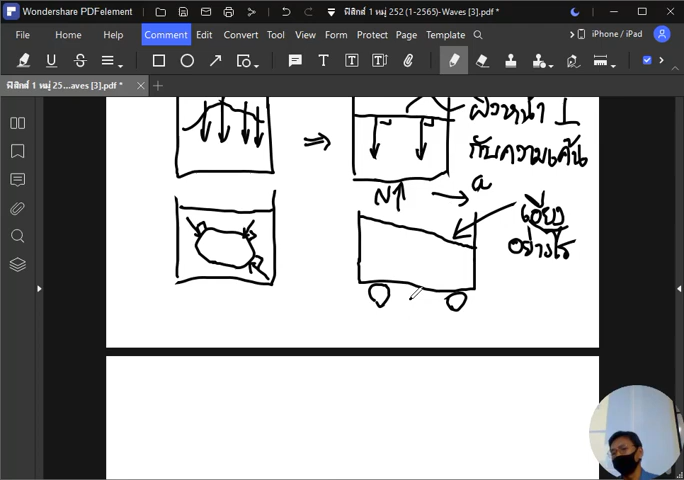 Wondershare PDFelement
ฟิสิกส์ 1 หมู่ 252 (1-2565)-Waves [3].pdf *
File
Home
Comment
Edit
Convert
Organize
Tools
Form
Protect
Page
Template
iPhone / iPad
ฟิสิกส์ 1 หมู่ 25...aves [3].pdf *
ผิวหน้า ⊥
กับความเค้น
N↑ → a
เอียง
อย่างไร